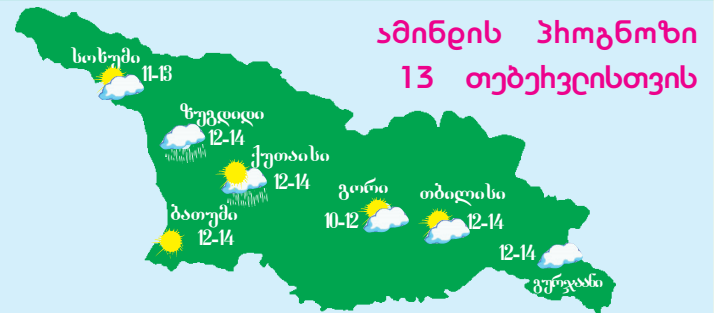 ამინდის პროგნოზი
13 თებერვლისთვის
სოხუმი
11-13
ზუგდიდი
12-14
ქუთაისი
12-14
გორი
10-12
თბილისი
12-14
ბათუმი
12-14
12-14
გურჯაანი